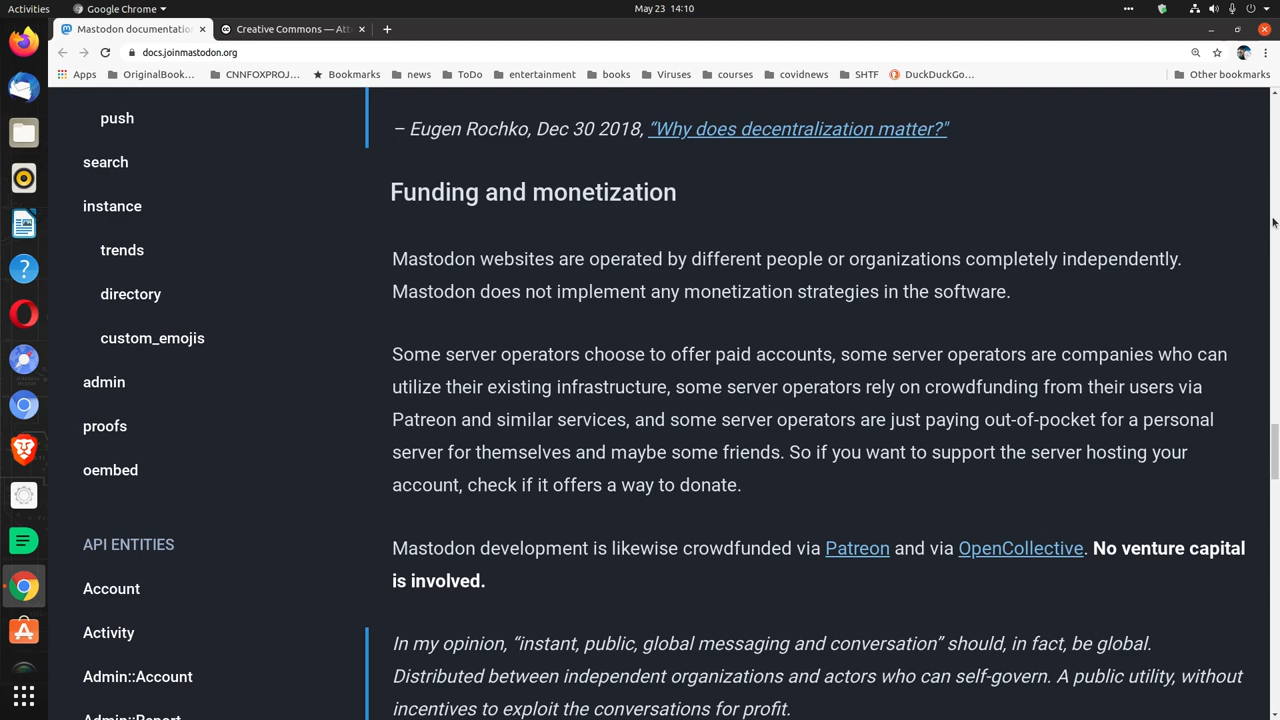 Activities
Google Chrome
May 23 14:10
Mastodon documentation
Creative Commons — Att
docs.joinmastodon.org
Apps
OriginalBook...
CNNFOXPROJ...
Bookmarks
news
ToDo
entertainment
books
Viruses
courses
covidnews
SHTF
DuckDuckGo...
Other bookmarks
push
search
instance
trends
directory
custom_emojis
admin
proofs
oembed
API ENTITIES
Account
Activity
Admin::Account
Admin::Report
– Eugen Rochko, Dec 30 2018, “Why does decentralization matter?”
Funding and monetization
Mastodon websites are operated by different people or organizations completely independently.
Mastodon does not implement any monetization strategies in the software.
Some server operators choose to offer paid accounts, some server operators are companies who can
utilize their existing infrastructure, some server operators rely on crowdfunding from their users via
Patreon and similar services, and some server operators are just paying out-of-pocket for a personal
server for themselves and maybe some friends. So if you want to support the server hosting your
account, check if it offers a way to donate.
Mastodon development is likewise crowdfunded via Patreon and via OpenCollective. No venture capital
is involved.
In my opinion, “instant, public, global messaging and conversation” should, in fact, be global.
Distributed between independent organizations and actors who can self-govern. A public utility, without
incentives to exploit the conversations for profit.